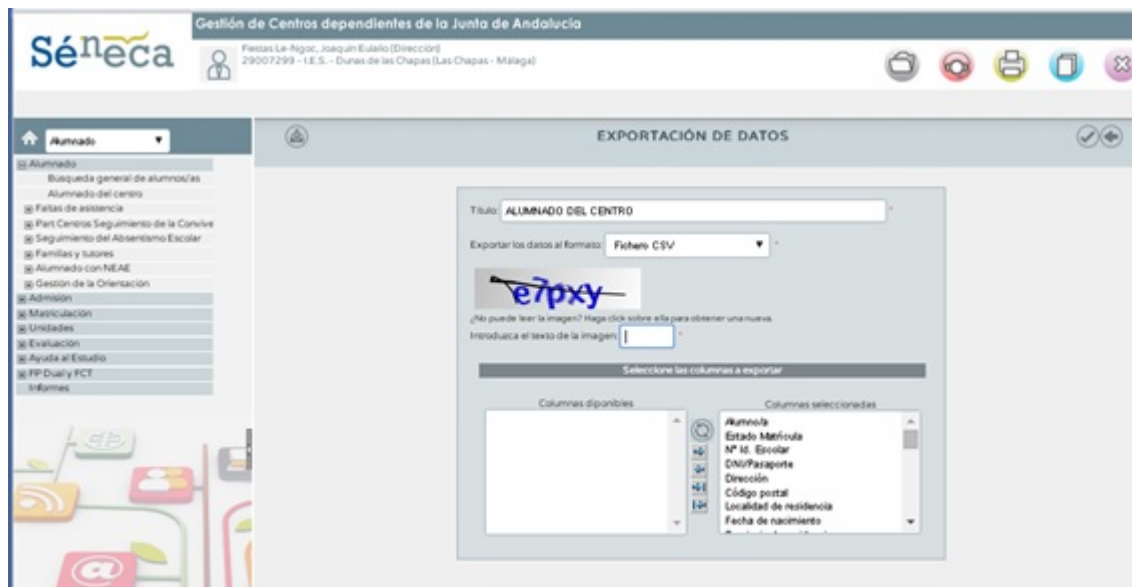 Gestión de Centros dependientes de la Junta de Andalucía
Séneca
Fiestas Le-Ngoc, Joaquín Eulalio (Dirección)
29007299 - I.E.S. - Dunas de las Chapas (Las Chapas - Málaga)
Alumnado
EXPORTACIÓN DE DATOS
Alumnado
Búsqueda general de alumnos/as
Alumnado del centro
Faltas de asistencia
Part Centros Seguimiento de la Convive
Seguimiento del Absentismo Escolar
Familias y tutores
Alumnado con NEAE
Gestión de la Orientación
Admisión
Matriculación
Unidades
Evaluación
Ayuda al Estudio
FP Dual y FCT
Informes
Título: ALUMNADO DEL CENTRO *
Exportar los datos al formato: Fichero CSV *
e7pxy
¿No puede leer la imagen? Haga click sobre ella para obtener una nueva.
Introduzca el texto de la imagen: *
Seleccione las columnas a exportar
Columnas diponibles
Columnas seleccionadas
Alumno/a
Estado Matrícula
Nº Id. Escolar
DNI/Pasaporte
Dirección
Código postal
Localidad de residencia
Fecha de nacimiento